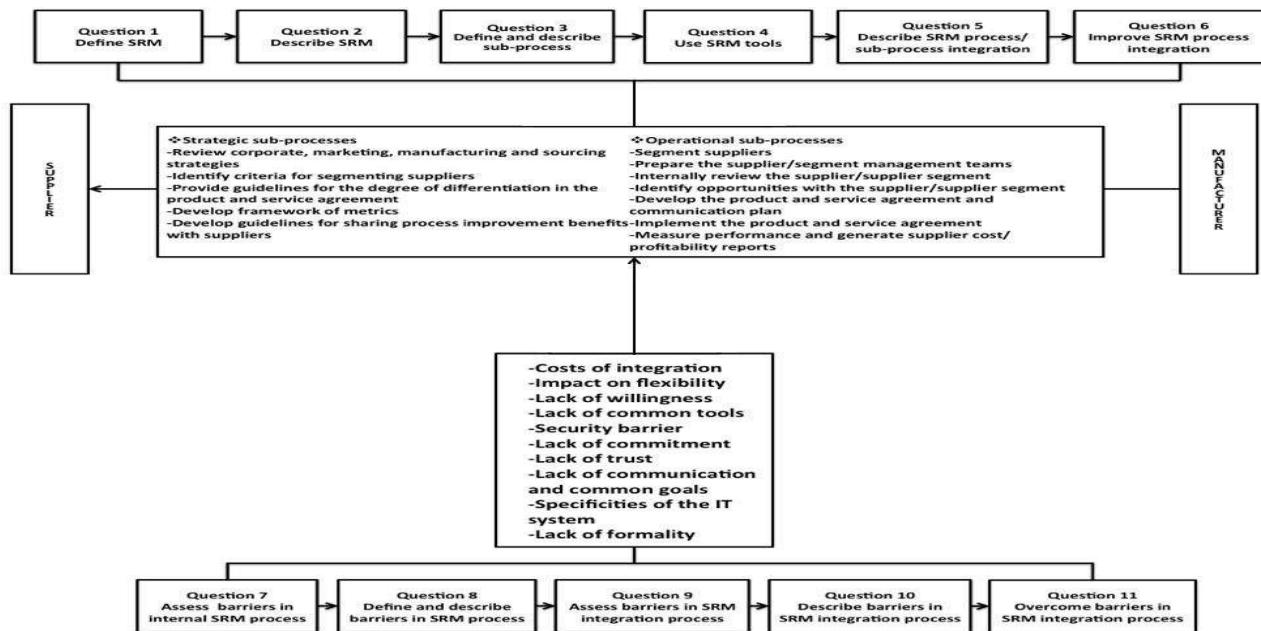 Question 1
Define SRM
Question 2
Describe SRM
Question 3
Define and describe
sub-process
Question 4
Use SRM tools
Question 5
Describe SRM process/
sub-process integration
Question 6
Improve SRM process
integration
SUPPLIER
❖Strategic sub-processes
-Review corporate, marketing, manufacturing and sourcing
strategies
-Identify criteria for segmenting suppliers
-Provide guidelines for the degree of differentiation in the
product and service agreement
-Develop framework of metrics
-Develop guidelines for sharing process improvement benefits
with suppliers
❖Operational sub-processes
-Segment suppliers
-Prepare the supplier/segment management teams
-Internally review the supplier/supplier segment
-Identify opportunities with the supplier/supplier segment
-Develop the product and service agreement and
communication plan
-Implement the product and service agreement
-Measure performance and generate supplier cost/
profitability reports
MANUFACTURER
-Costs of integration
-Impact on flexibility
-Lack of willingness
-Lack of common tools
-Security barrier
-Lack of commitment
-Lack of trust
-Lack of communication
and common goals
-Specificities of the IT
system
-Lack of formality
Question 7
Assess barriers in
internal SRM process
Question 8
Define and describe
barriers in SRM process
Question 9
Assess barriers in SRM
integration process
Question 10
Describe barriers in
SRM integration process
Question 11
Overcome barriers in
SRM integration process